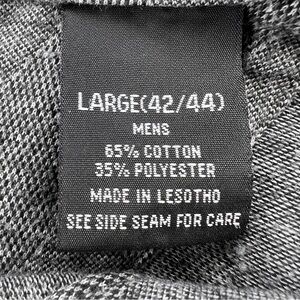 LARGE(42/44)
MENS
65% COTTON
35% POLYESTER
MADE IN LESOTHO
SEE SIDE SEAM FOR CARE